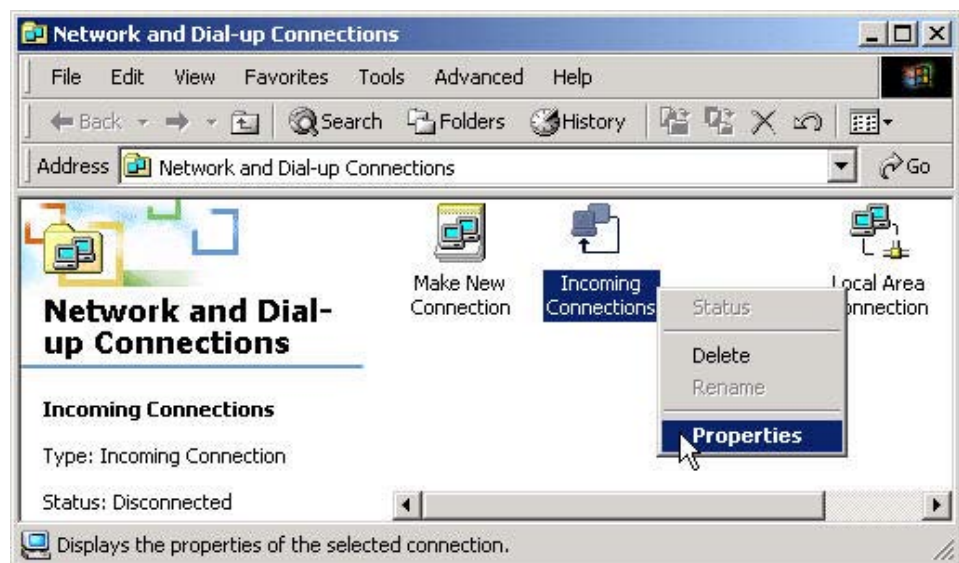 Network and Dial-up Connections
File Edit View Favorites Tools Advanced Help
Back Search Folders History
Address Network and Dial-up Connections Go
Make New
Connection
Incoming
Connections
Local Area
Connection
Network and Dial-
up Connections
Incoming Connections
Type: Incoming Connection
Status: Disconnected
Status
Delete
Rename
Properties
Displays the properties of the selected connection.